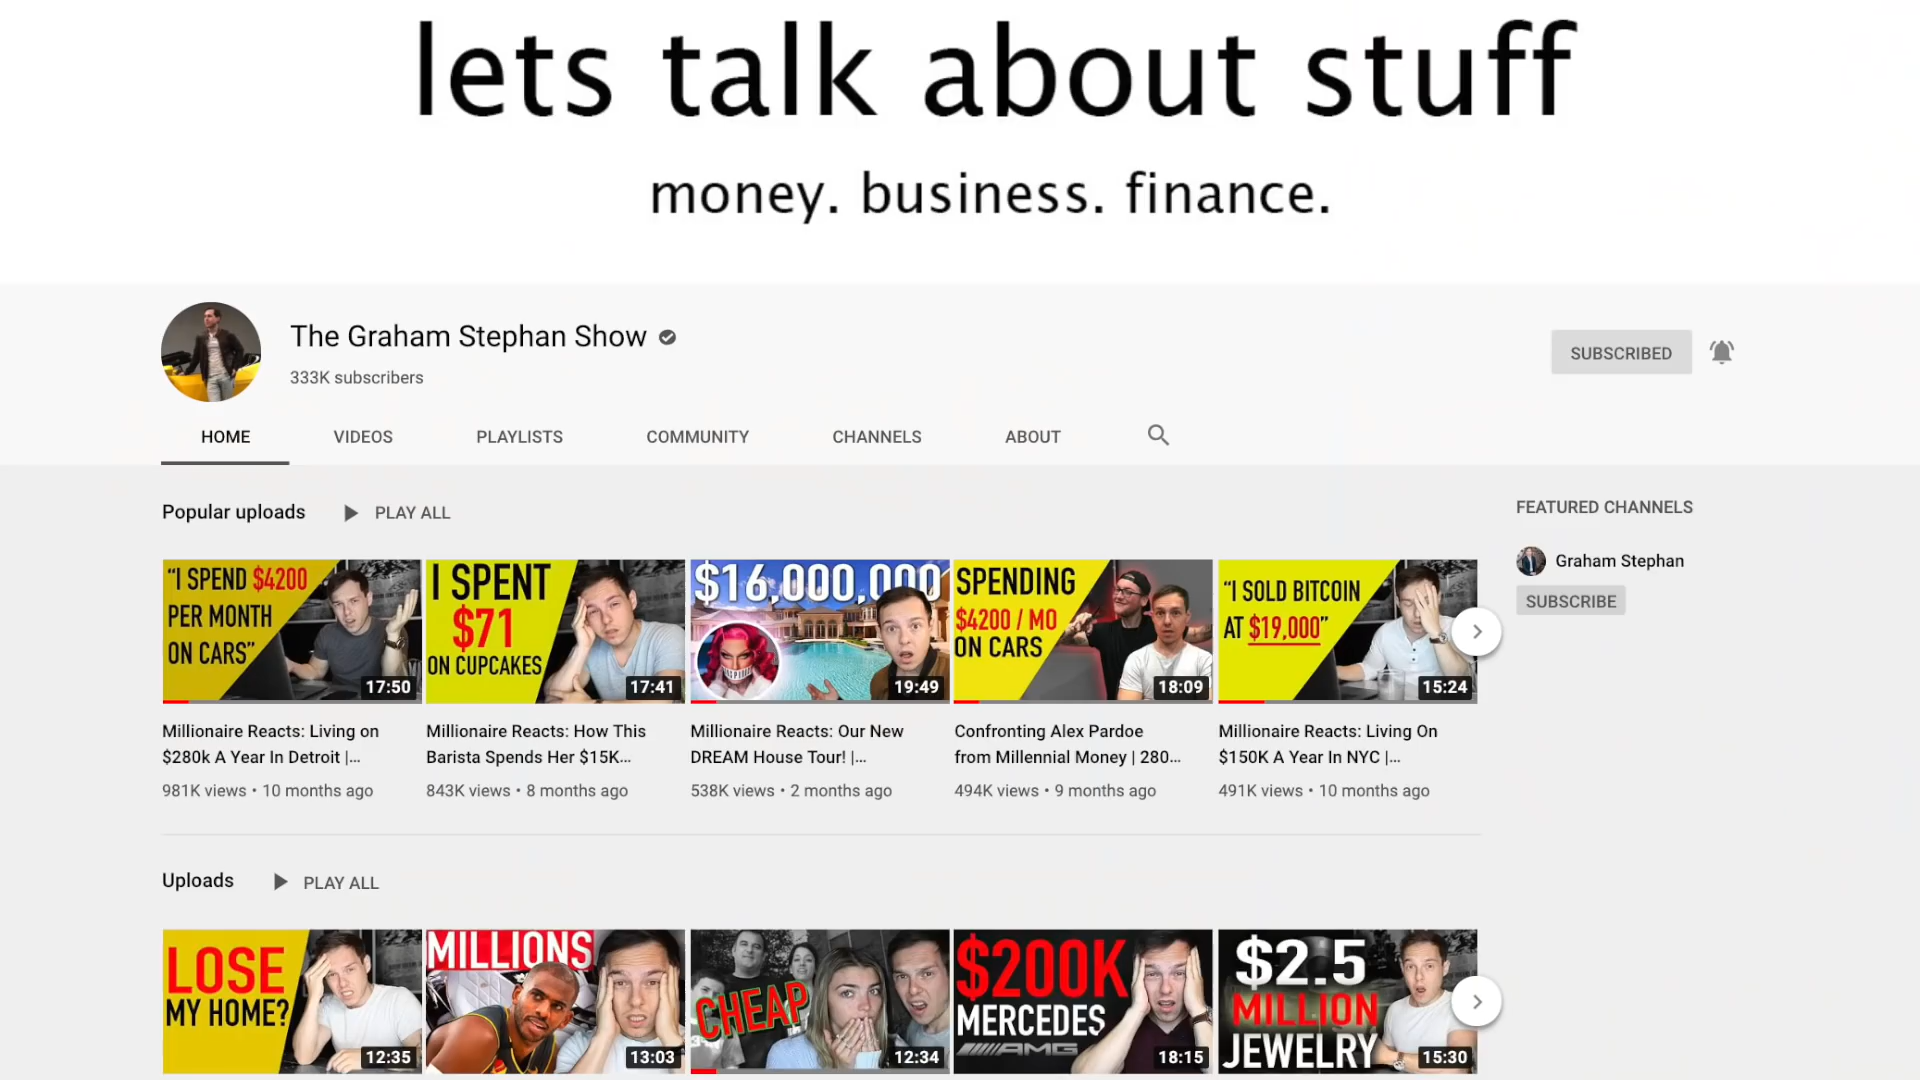 lets talk about stuff
money. business. finance.
The Graham Stephan Show
333K subscribers
SUBSCRIBED
HOME VIDEOS PLAYLISTS COMMUNITY CHANNELS ABOUT
Popular uploads PLAY ALL
FEATURED CHANNELS
Graham Stephan
SUBSCRIBE
"I SPEND $4200
PER MONTH
ON CARS"
17:50
I SPENT
$71
ON CUPCAKES
17:41
$16,000,000
19:49
SPENDING
$4200 / MO
ON CARS
18:09
"I SOLD BITCOIN
AT $19,000"
15:24
Millionaire Reacts: Living on
$280k A Year In Detroit |...
981K views • 10 months ago
Millionaire Reacts: How This
Barista Spends Her $15K...
843K views • 8 months ago
Millionaire Reacts: Our New
DREAM House Tour! |...
538K views • 2 months ago
Confronting Alex Pardoe
from Millennial Money | 280...
494K views • 9 months ago
Millionaire Reacts: Living On
$150K A Year In NYC |...
491K views • 10 months ago
Uploads PLAY ALL
LOSE
MY HOME?
12:35
MILLIONS
13:03
CHEAP
12:34
$200K
MERCEDES
AMG
18:15
$2.5
MILLION
JEWELRY
15:30